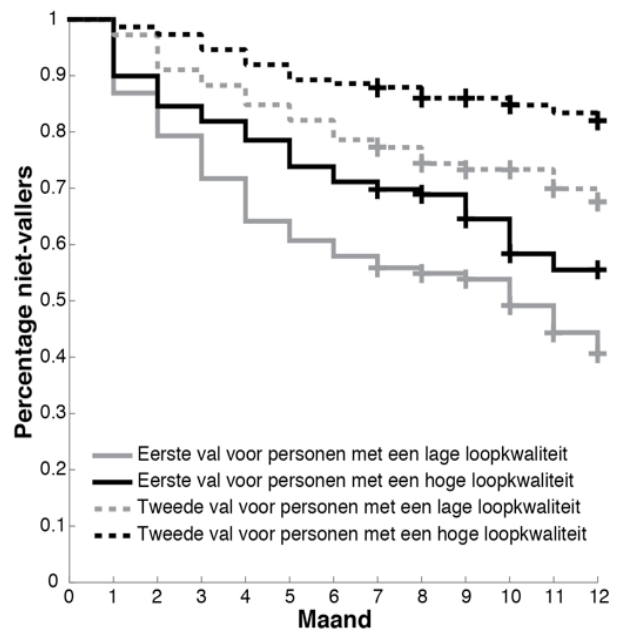 Percentage niet-vallers
1
0.9
0.8
0.7
0.6
0.5
0.4
0.3
0.2
0.1
0
Eerste val voor personen met een lage loopkwaliteit
Eerste val voor personen met een hoge loopkwaliteit
Tweede val voor personen met een lage loopkwaliteit
Tweede val voor personen met een hoge loopkwaliteit
0 1 2 3 4 5 6 7 8 9 10 11 12
Maand